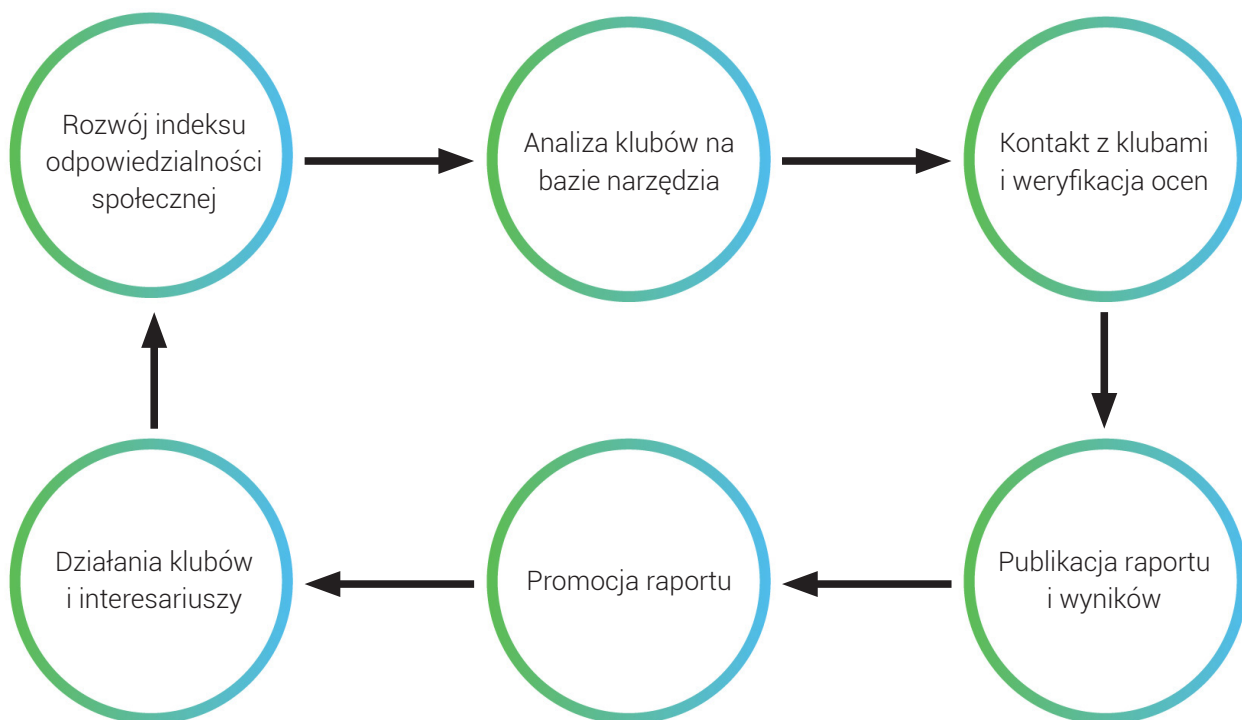 Rozwój indeksu
odpowiedzialności
społecznej
Analiza klubów na
bazie narzędzia
Kontakt z klubami
i weryfikacja ocen
Publikacja raportu
i wyników
Promocja raportu
Działania klubów
i interesariuszy